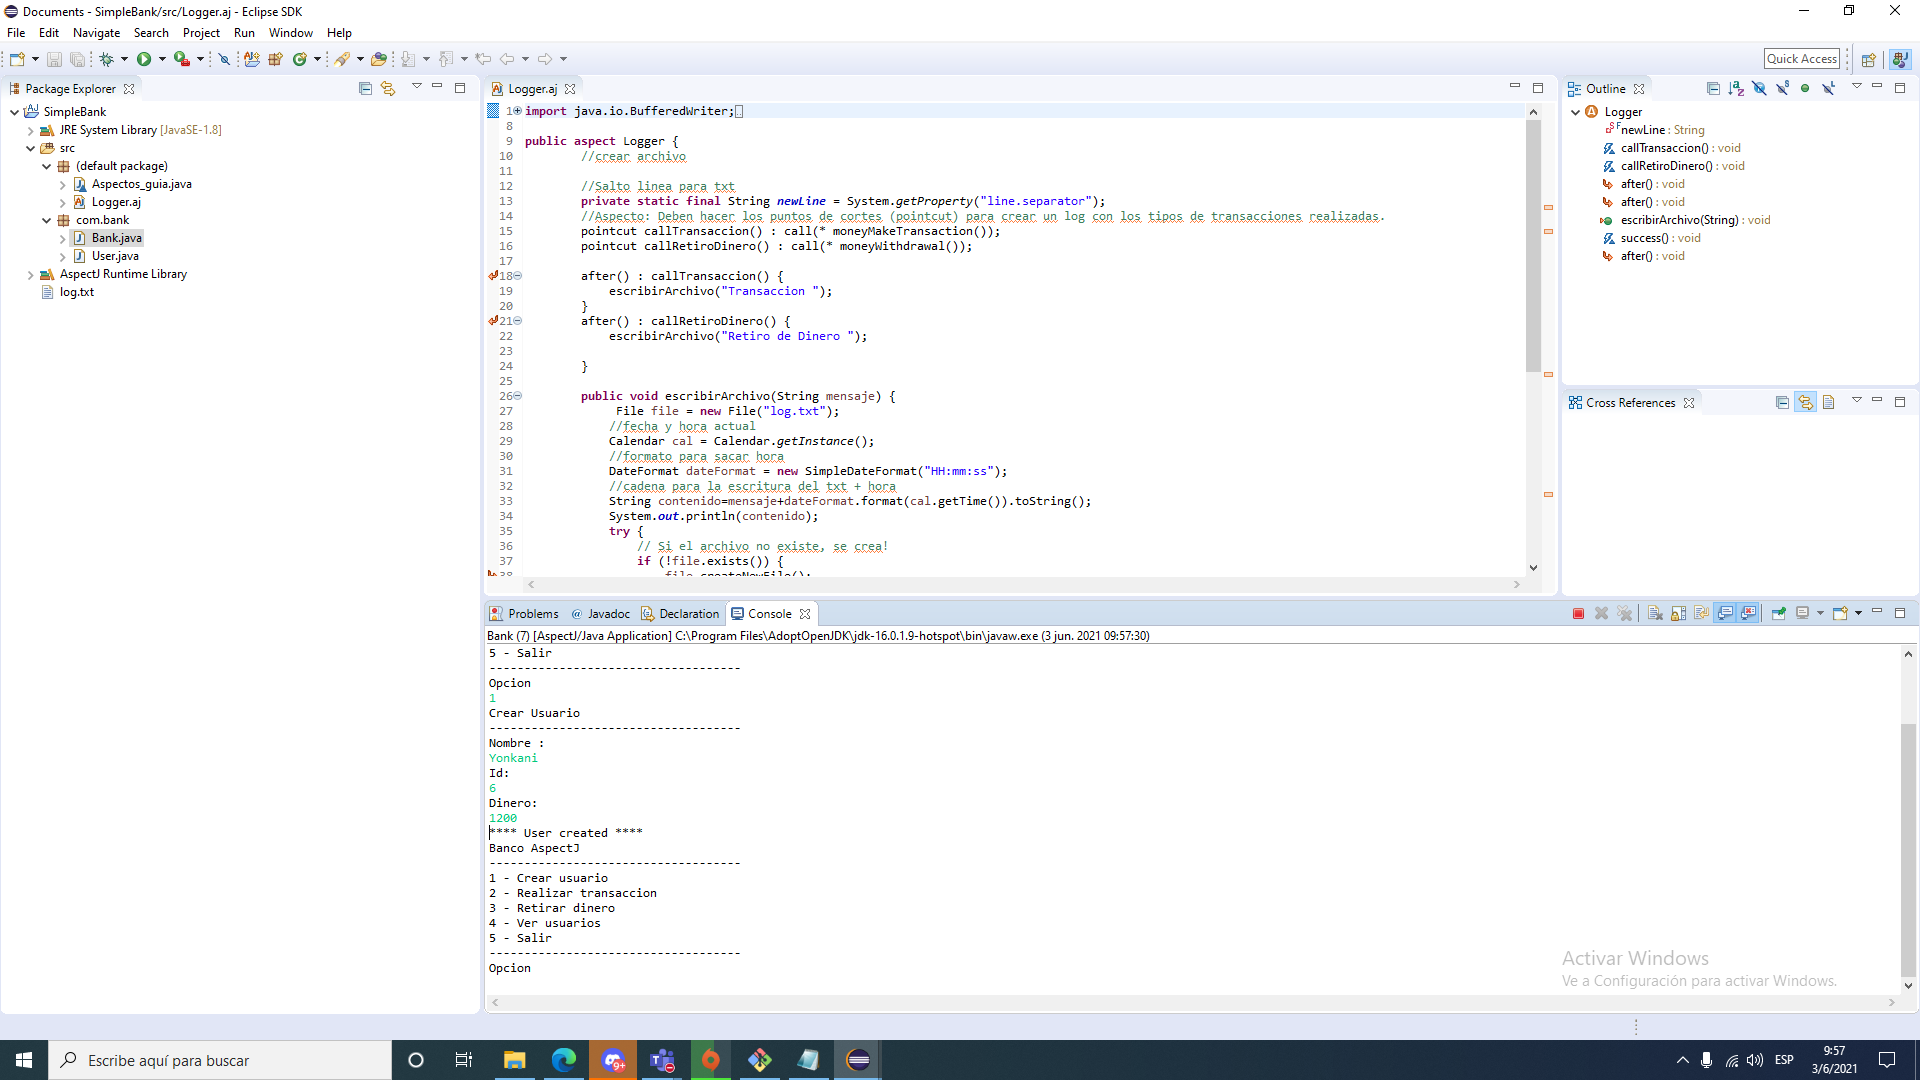 Documents - SimpleBank/src/Logger.aj - Eclipse SDK
File Edit Navigate Search Project Run Window Help
Quick Access
Package Explorer
SimpleBank
JRE System Library [JavaSE-1.8]
src
(default package)
Aspectos_guia.java
Logger.aj
com.bank
Bank.java
User.java
AspectJ Runtime Library
log.txt
Logger.aj
1 import java.io.BufferedWriter;
8
9 public aspect Logger {
10 //crear archivo
11
12 //Salto linea para txt
13 private static final String newLine = System.getProperty("line.separator");
14 //Aspecto: Deben hacer los puntos de cortes (pointcut) para crear un log con los tipos de transacciones realizadas.
15 pointcut callTransaccion() : call(* moneyMakeTransaction());
16 pointcut callRetiroDinero() : call(* moneyWithdrawal());
17
18 after() : callTransaccion() {
19 escribirArchivo("Transaccion ");
20 }
21 after() : callRetiroDinero() {
22 escribirArchivo("Retiro de Dinero ");
23
24 }
25
26 public void escribirArchivo(String mensaje) {
27 File file = new File("log.txt");
28 //fecha y hora actual
29 Calendar cal = Calendar.getInstance();
30 //formato para sacar hora
31 DateFormat dateFormat = new SimpleDateFormat("HH:mm:ss");
32 //cadena para la escritura del txt + hora
33 String contenido=mensaje+dateFormat.format(cal.getTime()).toString();
34 System.out.println(contenido);
35 try {
36 // Si el archivo no existe, se crea!
37 if (!file.exists()) {
38 file.createNewFile();
Outline
Logger
newLine : String
callTransaccion() : void
callRetiroDinero() : void
after() : void
after() : void
escribirArchivo(String) : void
success() : void
after() : void
Cross References
Problems @ Javadoc Declaration Console
Bank (7) [AspectJ/Java Application] C:\Program Files\AdoptOpenJDK\jdk-16.0.1.9-hotspot\bin\javaw.exe (3 jun. 2021 09:57:30)
5 - Salir
------------------------------------
Opcion
1
Crear Usuario
------------------------------------
Nombre :
Yonkani
Id:
6
Dinero:
1200
**** User created ****
Banco AspectJ
------------------------------------
1 - Crear usuario
2 - Realizar transaccion
3 - Retirar dinero
4 - Ver usuarios
5 - Salir
------------------------------------
Opcion
Activar Windows
Ve a Configuración para activar Windows.
Escribe aquí para buscar
9+
ESP
9:57
3/6/2021